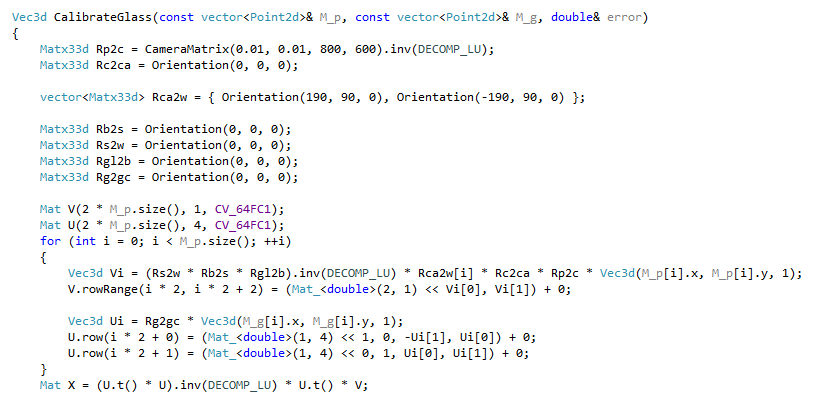 Vec3d CalibrateGlass(const vector<Point2d>& M_p, const vector<Point2d>& M_g, double& error)
{
    Matx33d Rp2c = CameraMatrix(0.01, 0.01, 800, 600).inv(DECOMP_LU);
    Matx33d Rc2ca = Orientation(0, 0, 0);

    vector<Matx33d> Rca2w = { Orientation(190, 90, 0), Orientation(-190, 90, 0) };

    Matx33d Rb2s = Orientation(0, 0, 0);
    Matx33d Rs2w = Orientation(0, 0, 0);
    Matx33d Rgl2b = Orientation(0, 0, 0);
    Matx33d Rg2gc = Orientation(0, 0, 0);

    Mat V(2 * M_p.size(), 1, CV_64FC1);
    Mat U(2 * M_p.size(), 4, CV_64FC1);
    for (int i = 0; i < M_p.size(); ++i)
    {
        Vec3d Vi = (Rs2w * Rb2s * Rgl2b).inv(DECOMP_LU) * Rca2w[i] * Rc2ca * Rp2c * Vec3d(M_p[i].x, M_p[i].y, 1);
        V.rowRange(i * 2, i * 2 + 2) = (Mat_<double>(2, 1) << Vi[0], Vi[1]) + 0;

        Vec3d Ui = Rg2gc * Vec3d(M_g[i].x, M_g[i].y, 1);
        U.row(i * 2 + 0) = (Mat_<double>(1, 4) << 1, 0, -Ui[1], Ui[0]) + 0;
        U.row(i * 2 + 1) = (Mat_<double>(1, 4) << 0, 1, Ui[0], Ui[1]) + 0;
    }
    Mat X = (U.t() * U).inv(DECOMP_LU) * U.t() * V;